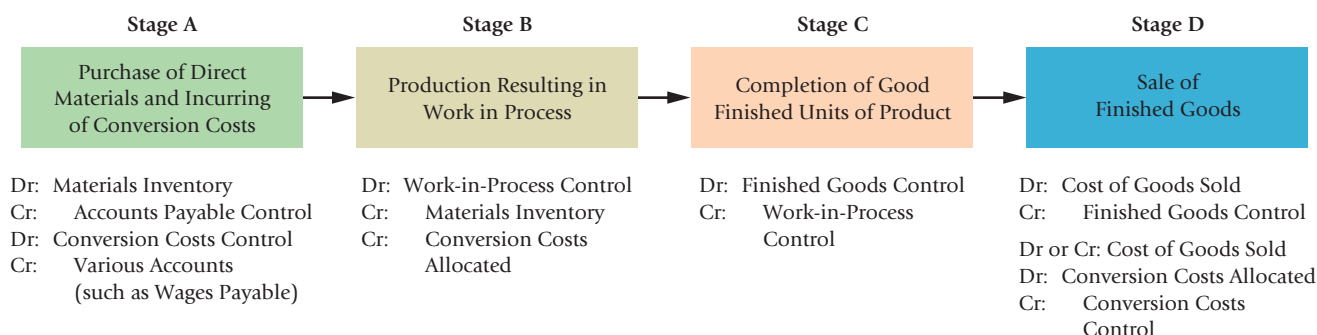 Stage A
Purchase of Direct
Materials and Incurring
of Conversion Costs
Dr: Materials Inventory
Cr: Accounts Payable Control
Dr: Conversion Costs Control
Cr: Various Accounts
(such as Wages Payable)
Stage B
Production Resulting in
Work in Process
Dr: Work-in-Process Control
Cr: Materials Inventory
Cr: Conversion Costs
Allocated
Stage C
Completion of Good
Finished Units of Product
Dr: Finished Goods Control
Cr: Work-in-Process
Control
Stage D
Sale of
Finished Goods
Dr: Cost of Goods Sold
Cr: Finished Goods Control
Dr or Cr: Cost of Goods Sold
Dr: Conversion Costs Allocated
Cr: Conversion Costs
Control